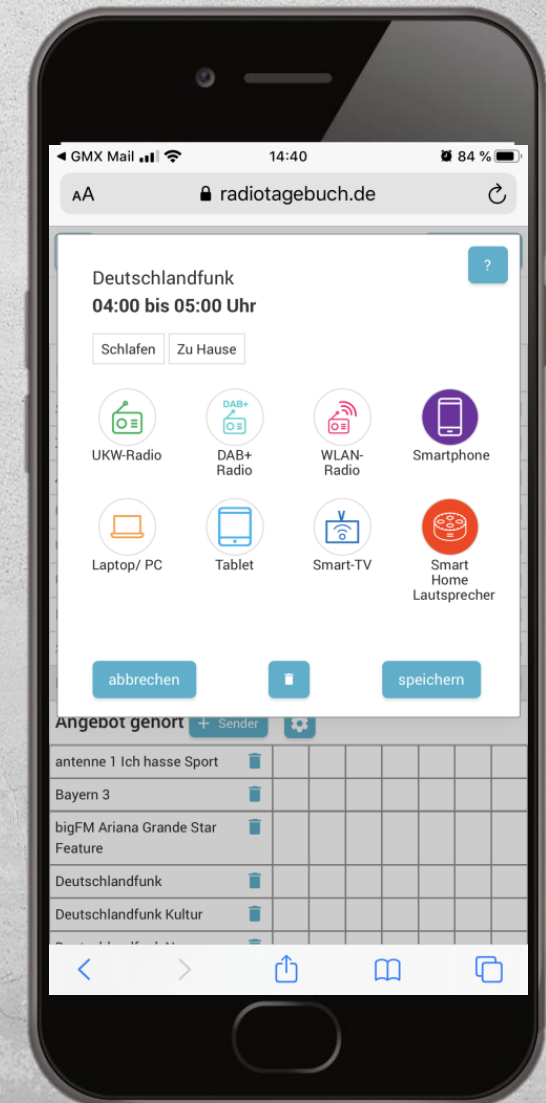 GMX Mail 14:40 84 %
AA radiotagebuch.de
?
Deutschlandfunk
04:00 bis 05:00 Uhr
Schlafen Zu Hause
DAB+
UKW-Radio DAB+ WLAN- Smartphone
Radio Radio
Laptop/ PC Tablet Smart-TV Smart
Home
Lautsprecher
abbrechen speichern
Angebot gehört + Sender
antenne 1 Ich hasse Sport
Bayern 3
bigFM Ariana Grande Star
Feature
Deutschlandfunk
Deutschlandfunk Kultur